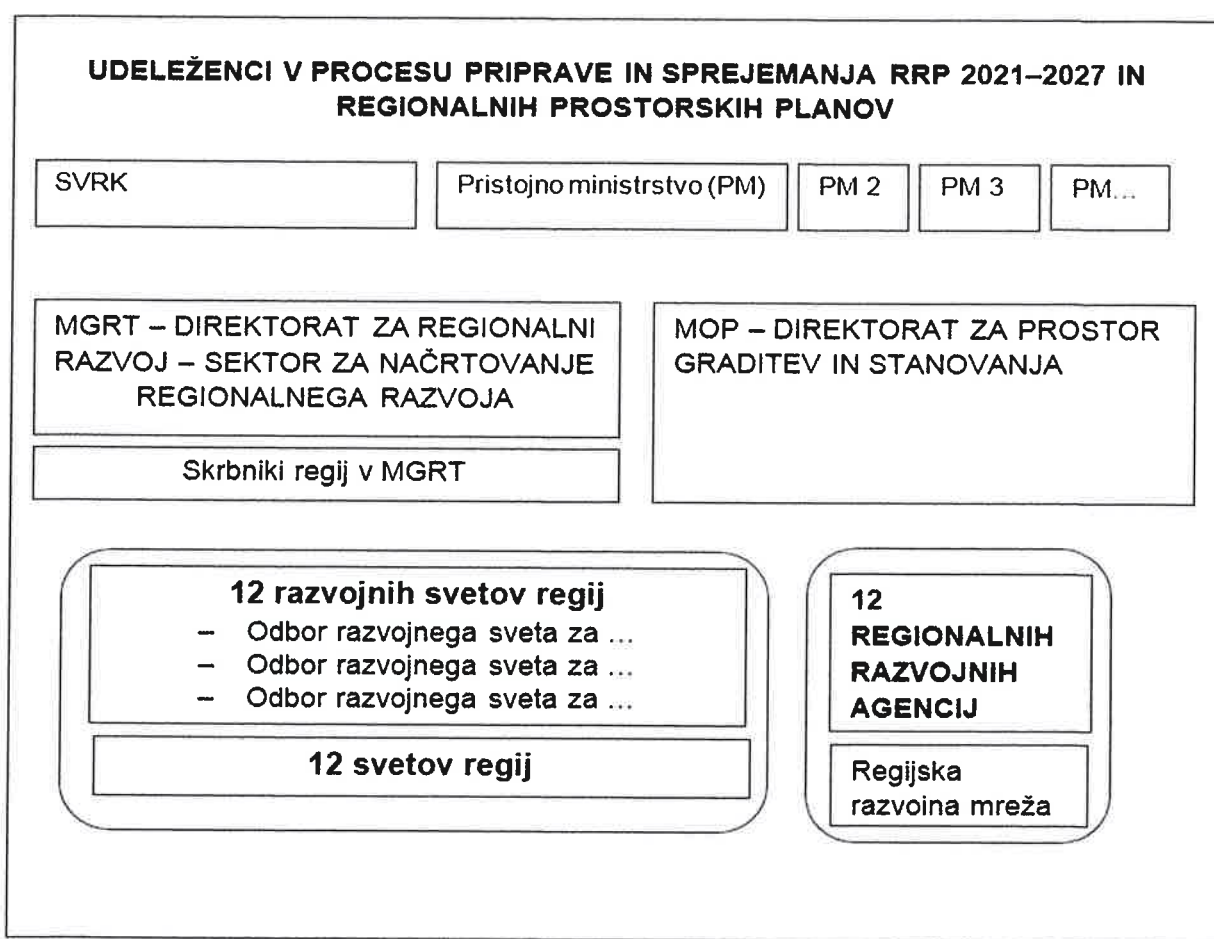 UDELEŽENCI V PROCESU PRIPRAVE IN SPREJEMANJA RRP 2021–2027 IN
REGIONALNIH PROSTORSKIH PLANOV
SVRK
Pristojno ministrstvo (PM)
PM 2
PM 3
PM...
MGRT – DIREKTORAT ZA REGIONALNI
RAZVOJ – SEKTOR ZA NAČRTOVANJE
REGIONALNEGA RAZVOJA
Skrbniki regij v MGRT
MOP – DIREKTORAT ZA PROSTOR
GRADITEV IN STANOVANJA
12 razvojnih svetov regij
– Odbor razvojnega sveta za ...
– Odbor razvojnega sveta za ...
– Odbor razvojnega sveta za ...
12 svetov regij
12
REGIONALNIH
RAZVOJNIH
AGENCIJ
Regijska
razvoina mreža